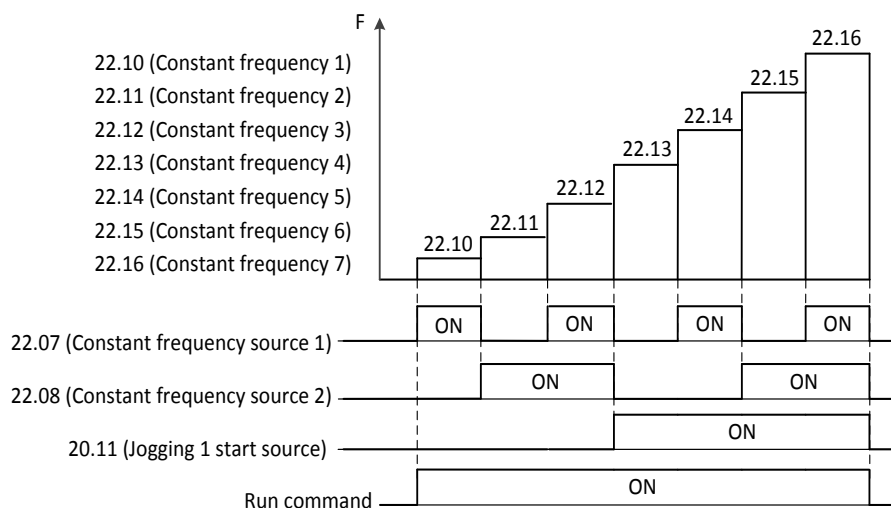 F
22.10 (Constant frequency 1)
22.11 (Constant frequency 2)
22.12 (Constant frequency 3)
22.13 (Constant frequency 4)
22.14 (Constant frequency 5)
22.15 (Constant frequency 6)
22.16 (Constant frequency 7)
22.10
22.11
22.12
22.13
22.14
22.15
22.16
22.07 (Constant frequency source 1)
ON
ON
ON
ON
22.08 (Constant frequency source 2)
ON
ON
20.11 (Jogging 1 start source)
ON
Run command
ON